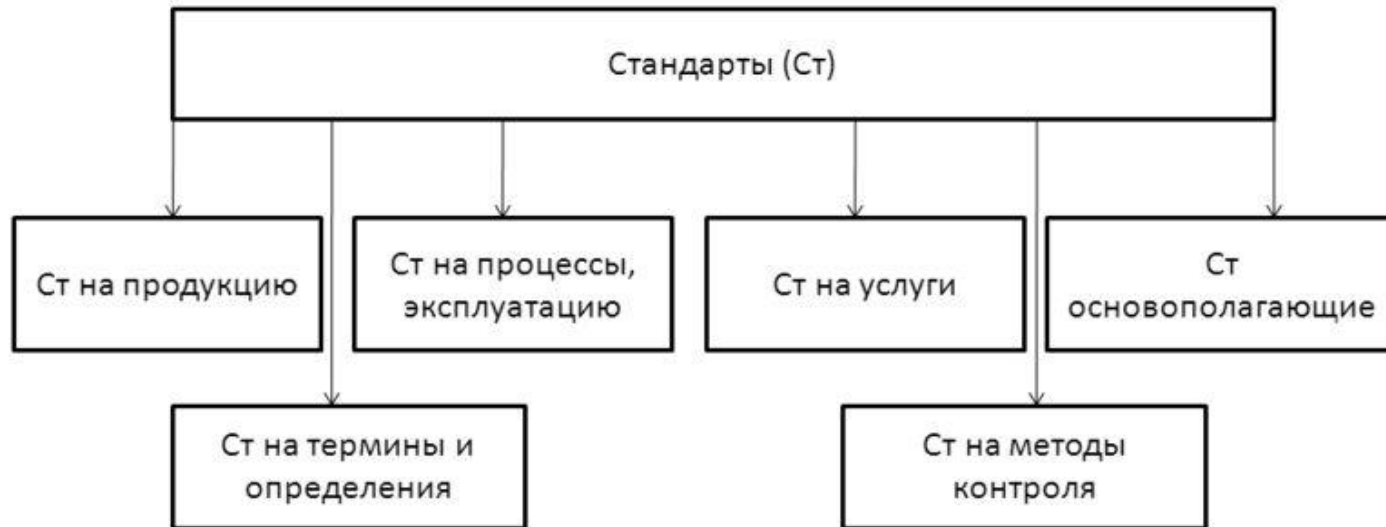 Стандарты (Ст)
Ст на продукцию
Ст на процессы,
эксплуатацию
Ст на услуги
Ст
основополагающие
Ст на термины и
определения
Ст на методы
контроля